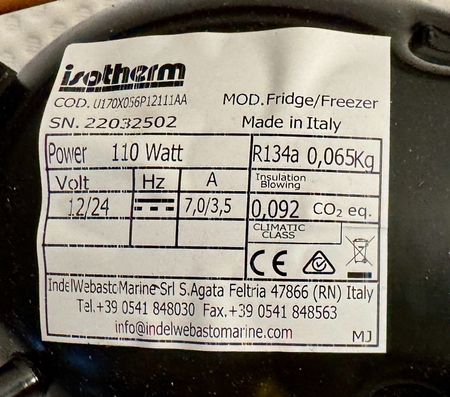 isotherm
COD. U170X056P12111AA MOD. Fridge/Freezer
SN. 22032502 Made in Italy
Power 110 Watt R134a 0,065Kg
Volt Hz A Insulation Blowing
12/24 7,0/3,5 0,092 CO2 eq.
CLIMATIC CLASS
CE
IndelWebastoMarine Srl S.Agata Feltria 47866 (RN) Italy
Tel.+39 0541 848030 Fax.+39 0541 848563
info@indelwebastomarine.com MJ